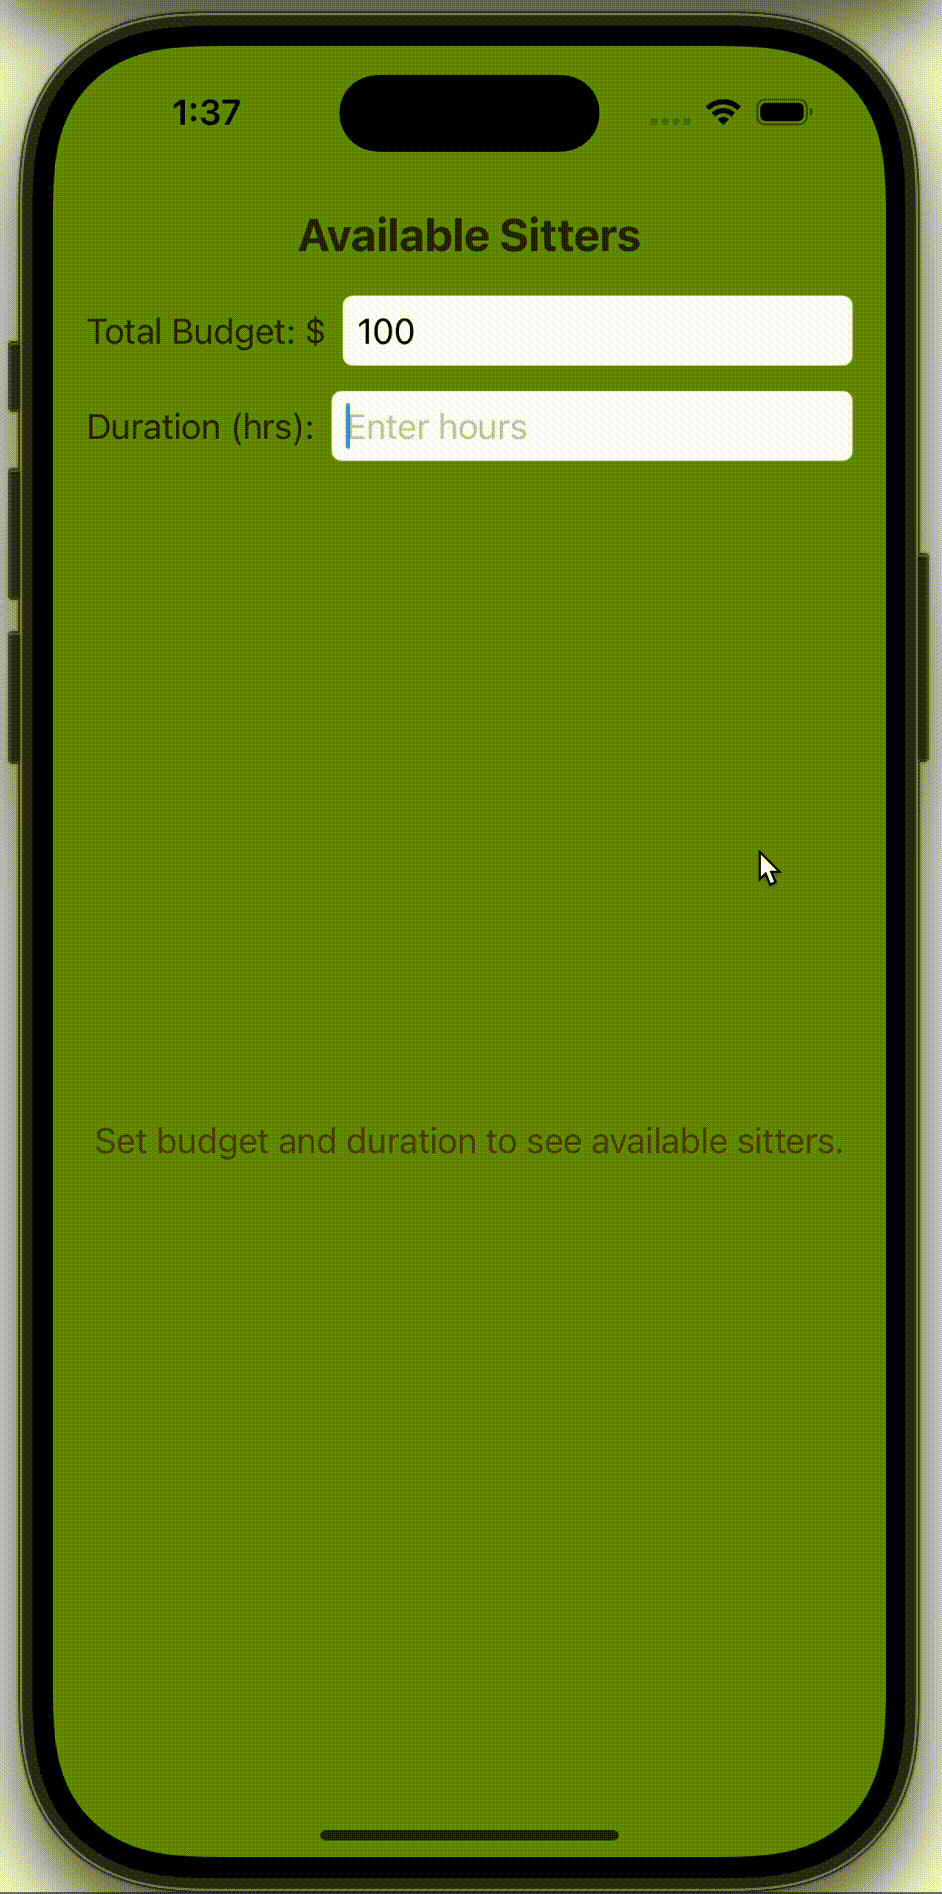 1:37
Available Sitters
Total Budget: $ 100
Duration (hrs): Enter hours
Set budget and duration to see available sitters.